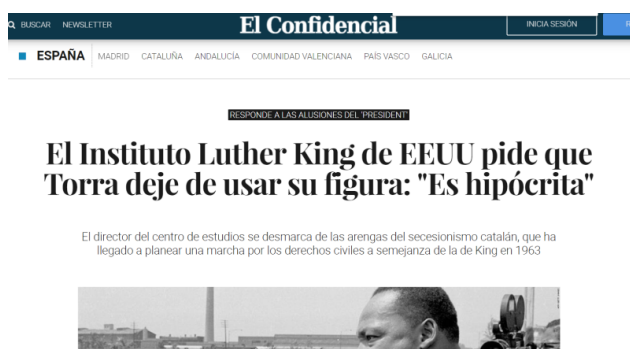 BUSCAR NEWSLETTER El Confidencial INICIA SESIÓN
ESPAÑA MADRID CATALUÑA ANDALUCÍA COMUNIDAD VALENCIANA PAÍS VASCO GALICIA
RESPONDE A LAS ALUSIONES DEL 'PRESIDENT'
El Instituto Luther King de EEUU pide que
Torra deje de usar su figura: "Es hipócrita"
El director del centro de estudios se desmarca de las arengas del secesionismo catalán, que ha
llegado a planear una marcha por los derechos civiles a semejanza de la de King en 1963